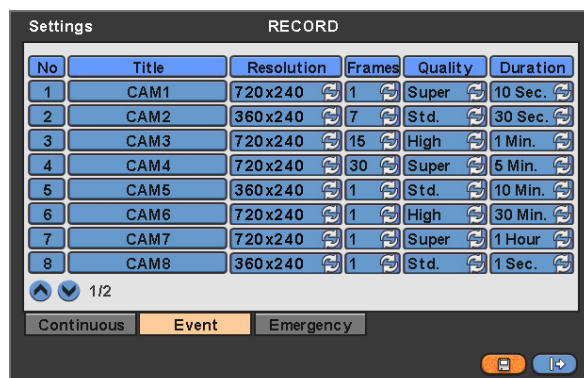 Settings RECORD
No Title Resolution Frames Quality Duration
1 CAM1 720x240 1 Super 10 Sec.
2 CAM2 360x240 7 Std. 30 Sec.
3 CAM3 720x240 15 High 1 Min.
4 CAM4 720x240 30 Super 5 Min.
5 CAM5 360x240 1 Std. 10 Min.
6 CAM6 720x240 1 High 30 Min.
7 CAM7 720x240 1 Super 1 Hour
8 CAM8 360x240 1 Std. 1 Sec.
1/2
Continuous Event Emergency